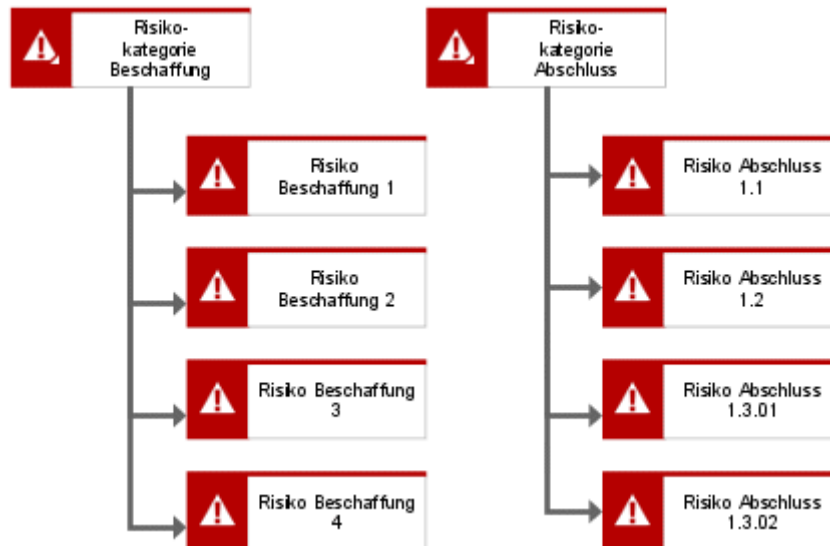 Risiko-
kategorie
Beschaffung
Risiko
Beschaffung 1
Risiko
Beschaffung 2
Risiko Beschaffung
3
Risiko Beschaffung
4
Risiko-
kategorie
Abschluss
Risiko Abschluss
1.1
Risiko Abschluss
1.2
Risiko Abschluss
1.3.01
Risiko Abschluss
1.3.02